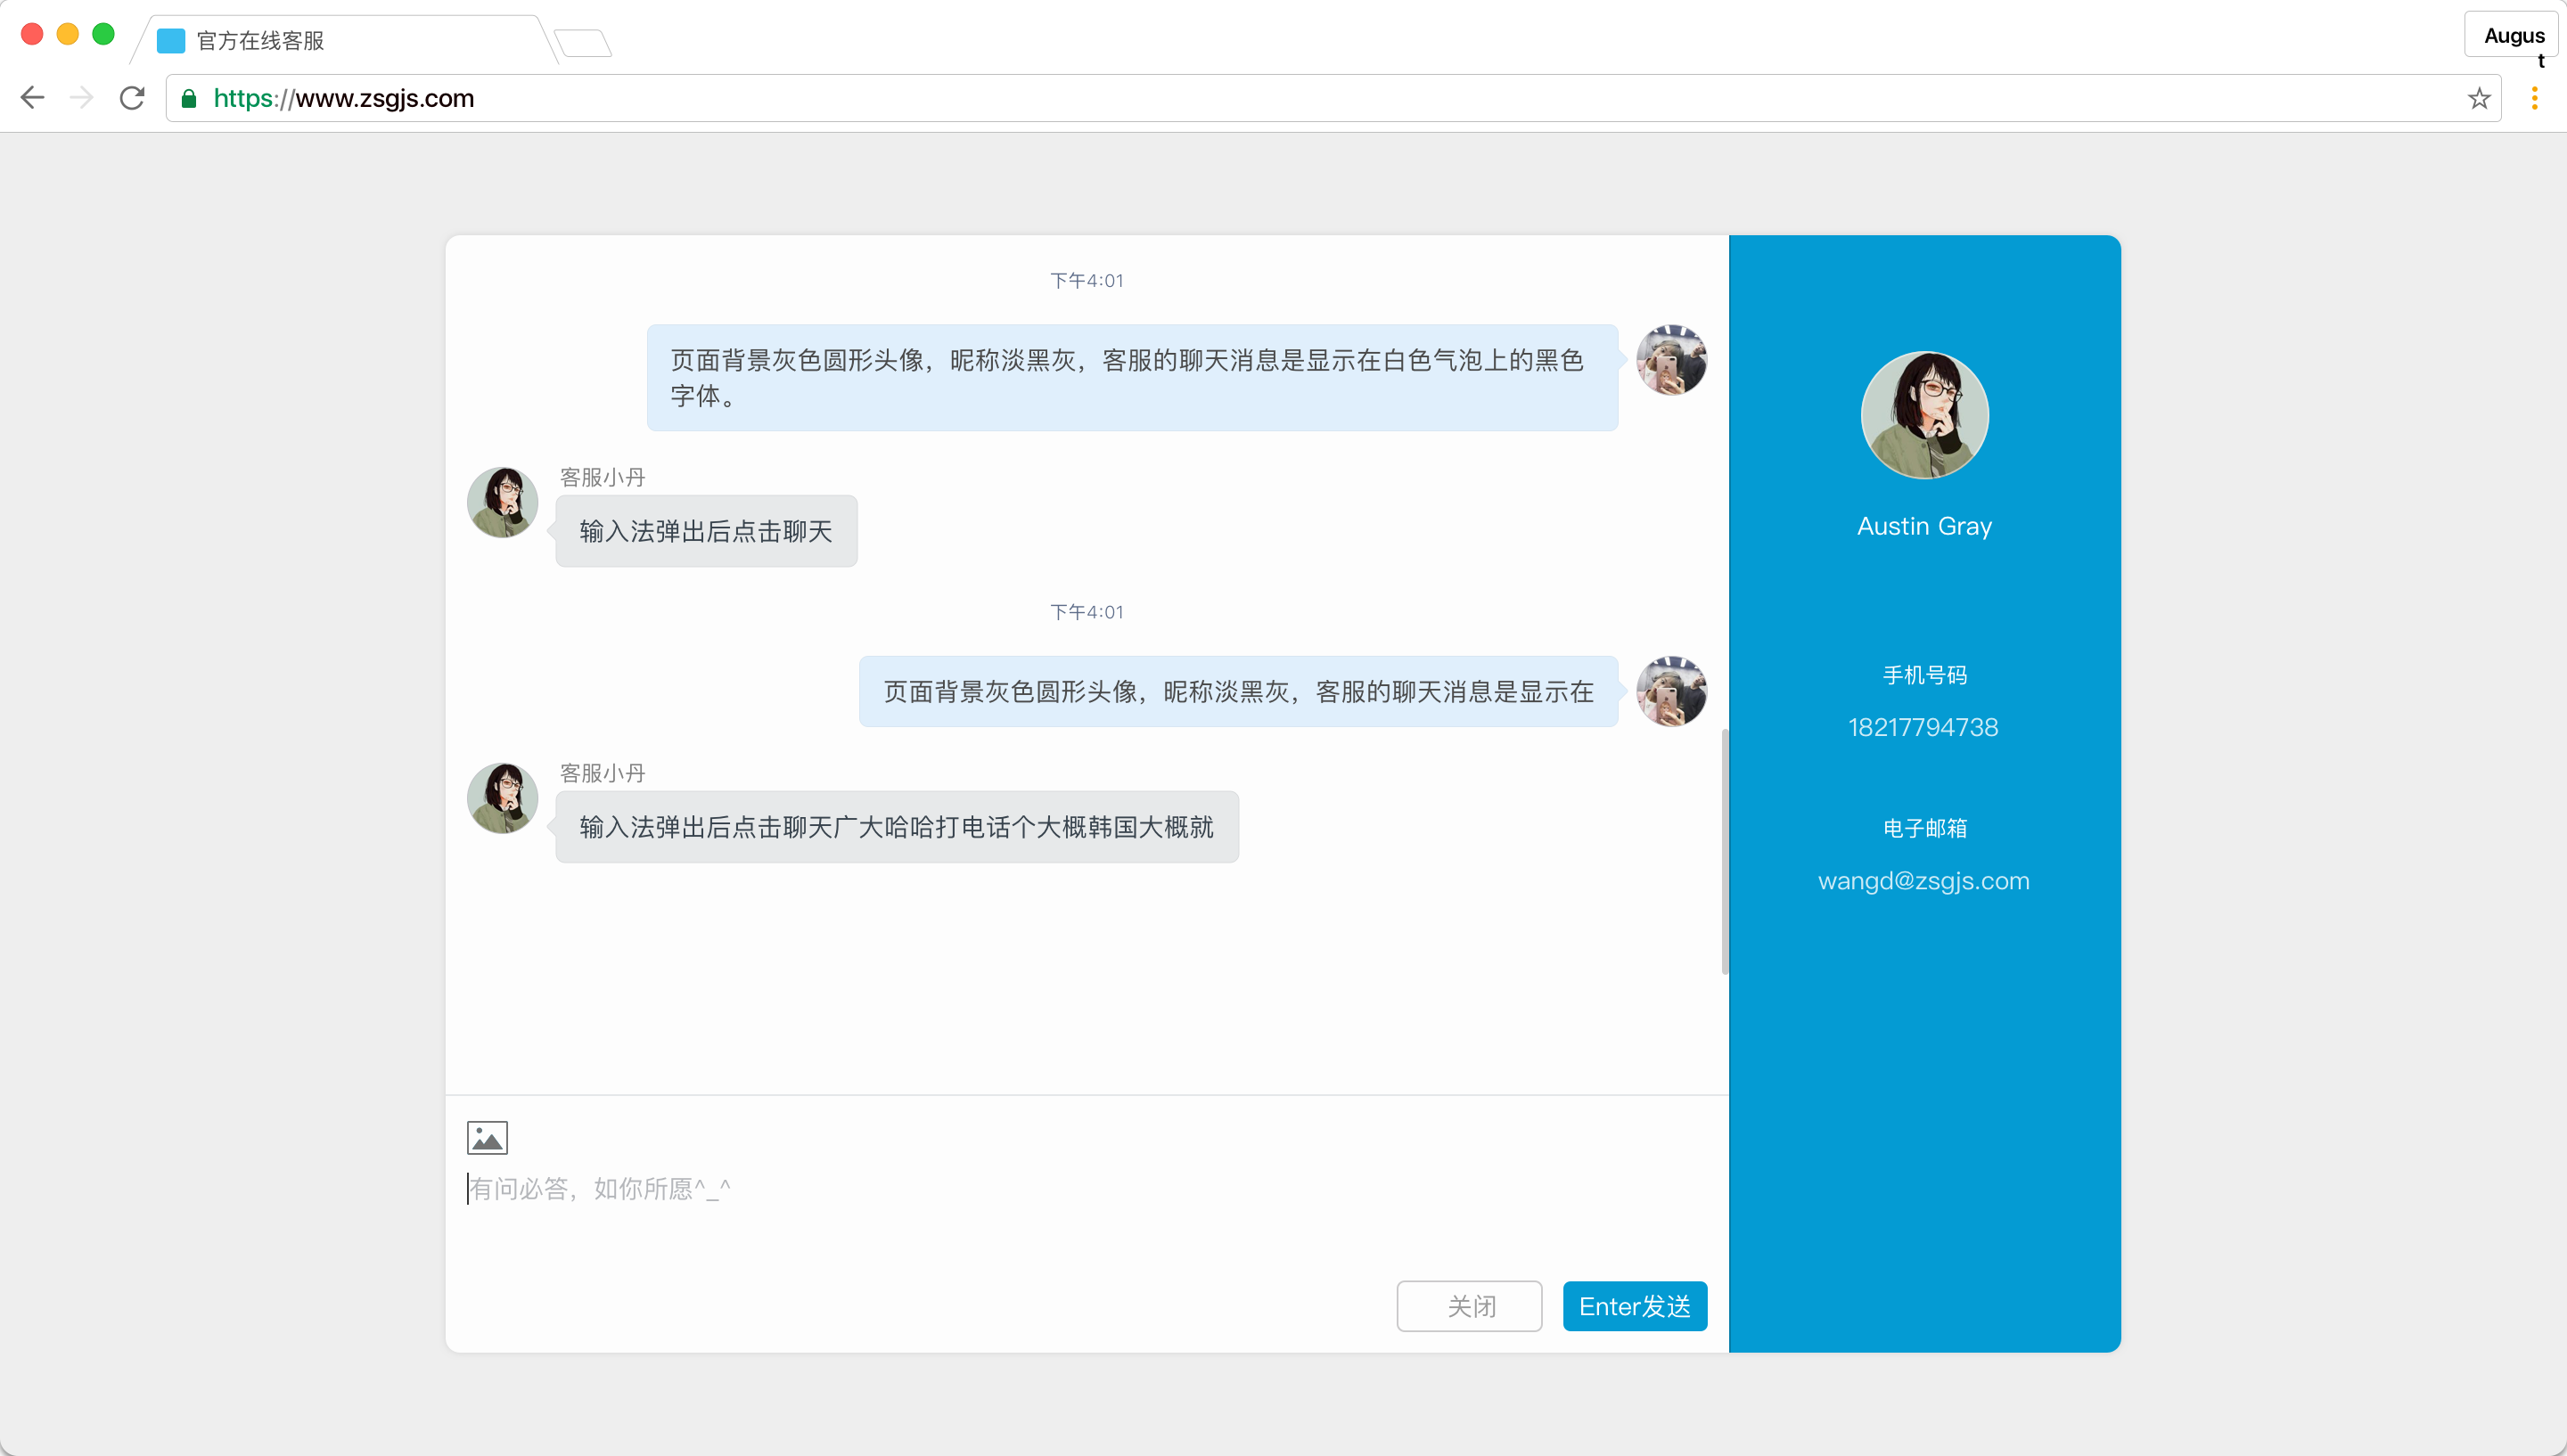 官方在线客服
Augus
t
https://www.zsgjs.com
下午4:01
页面背景灰色圆形头像，昵称淡黑灰，客服的聊天消息是显示在白色气泡上的黑色
字体。
客服小丹
输入法弹出后点击聊天
下午4:01
页面背景灰色圆形头像，昵称淡黑灰，客服的聊天消息是显示在
客服小丹
输入法弹出后点击聊天广大哈哈打电话个大概韩国大概就
有问必答，如你所愿^_^
关闭
Enter发送
Austin Gray
手机号码
18217794738
电子邮箱
wangd@zsgjs.com